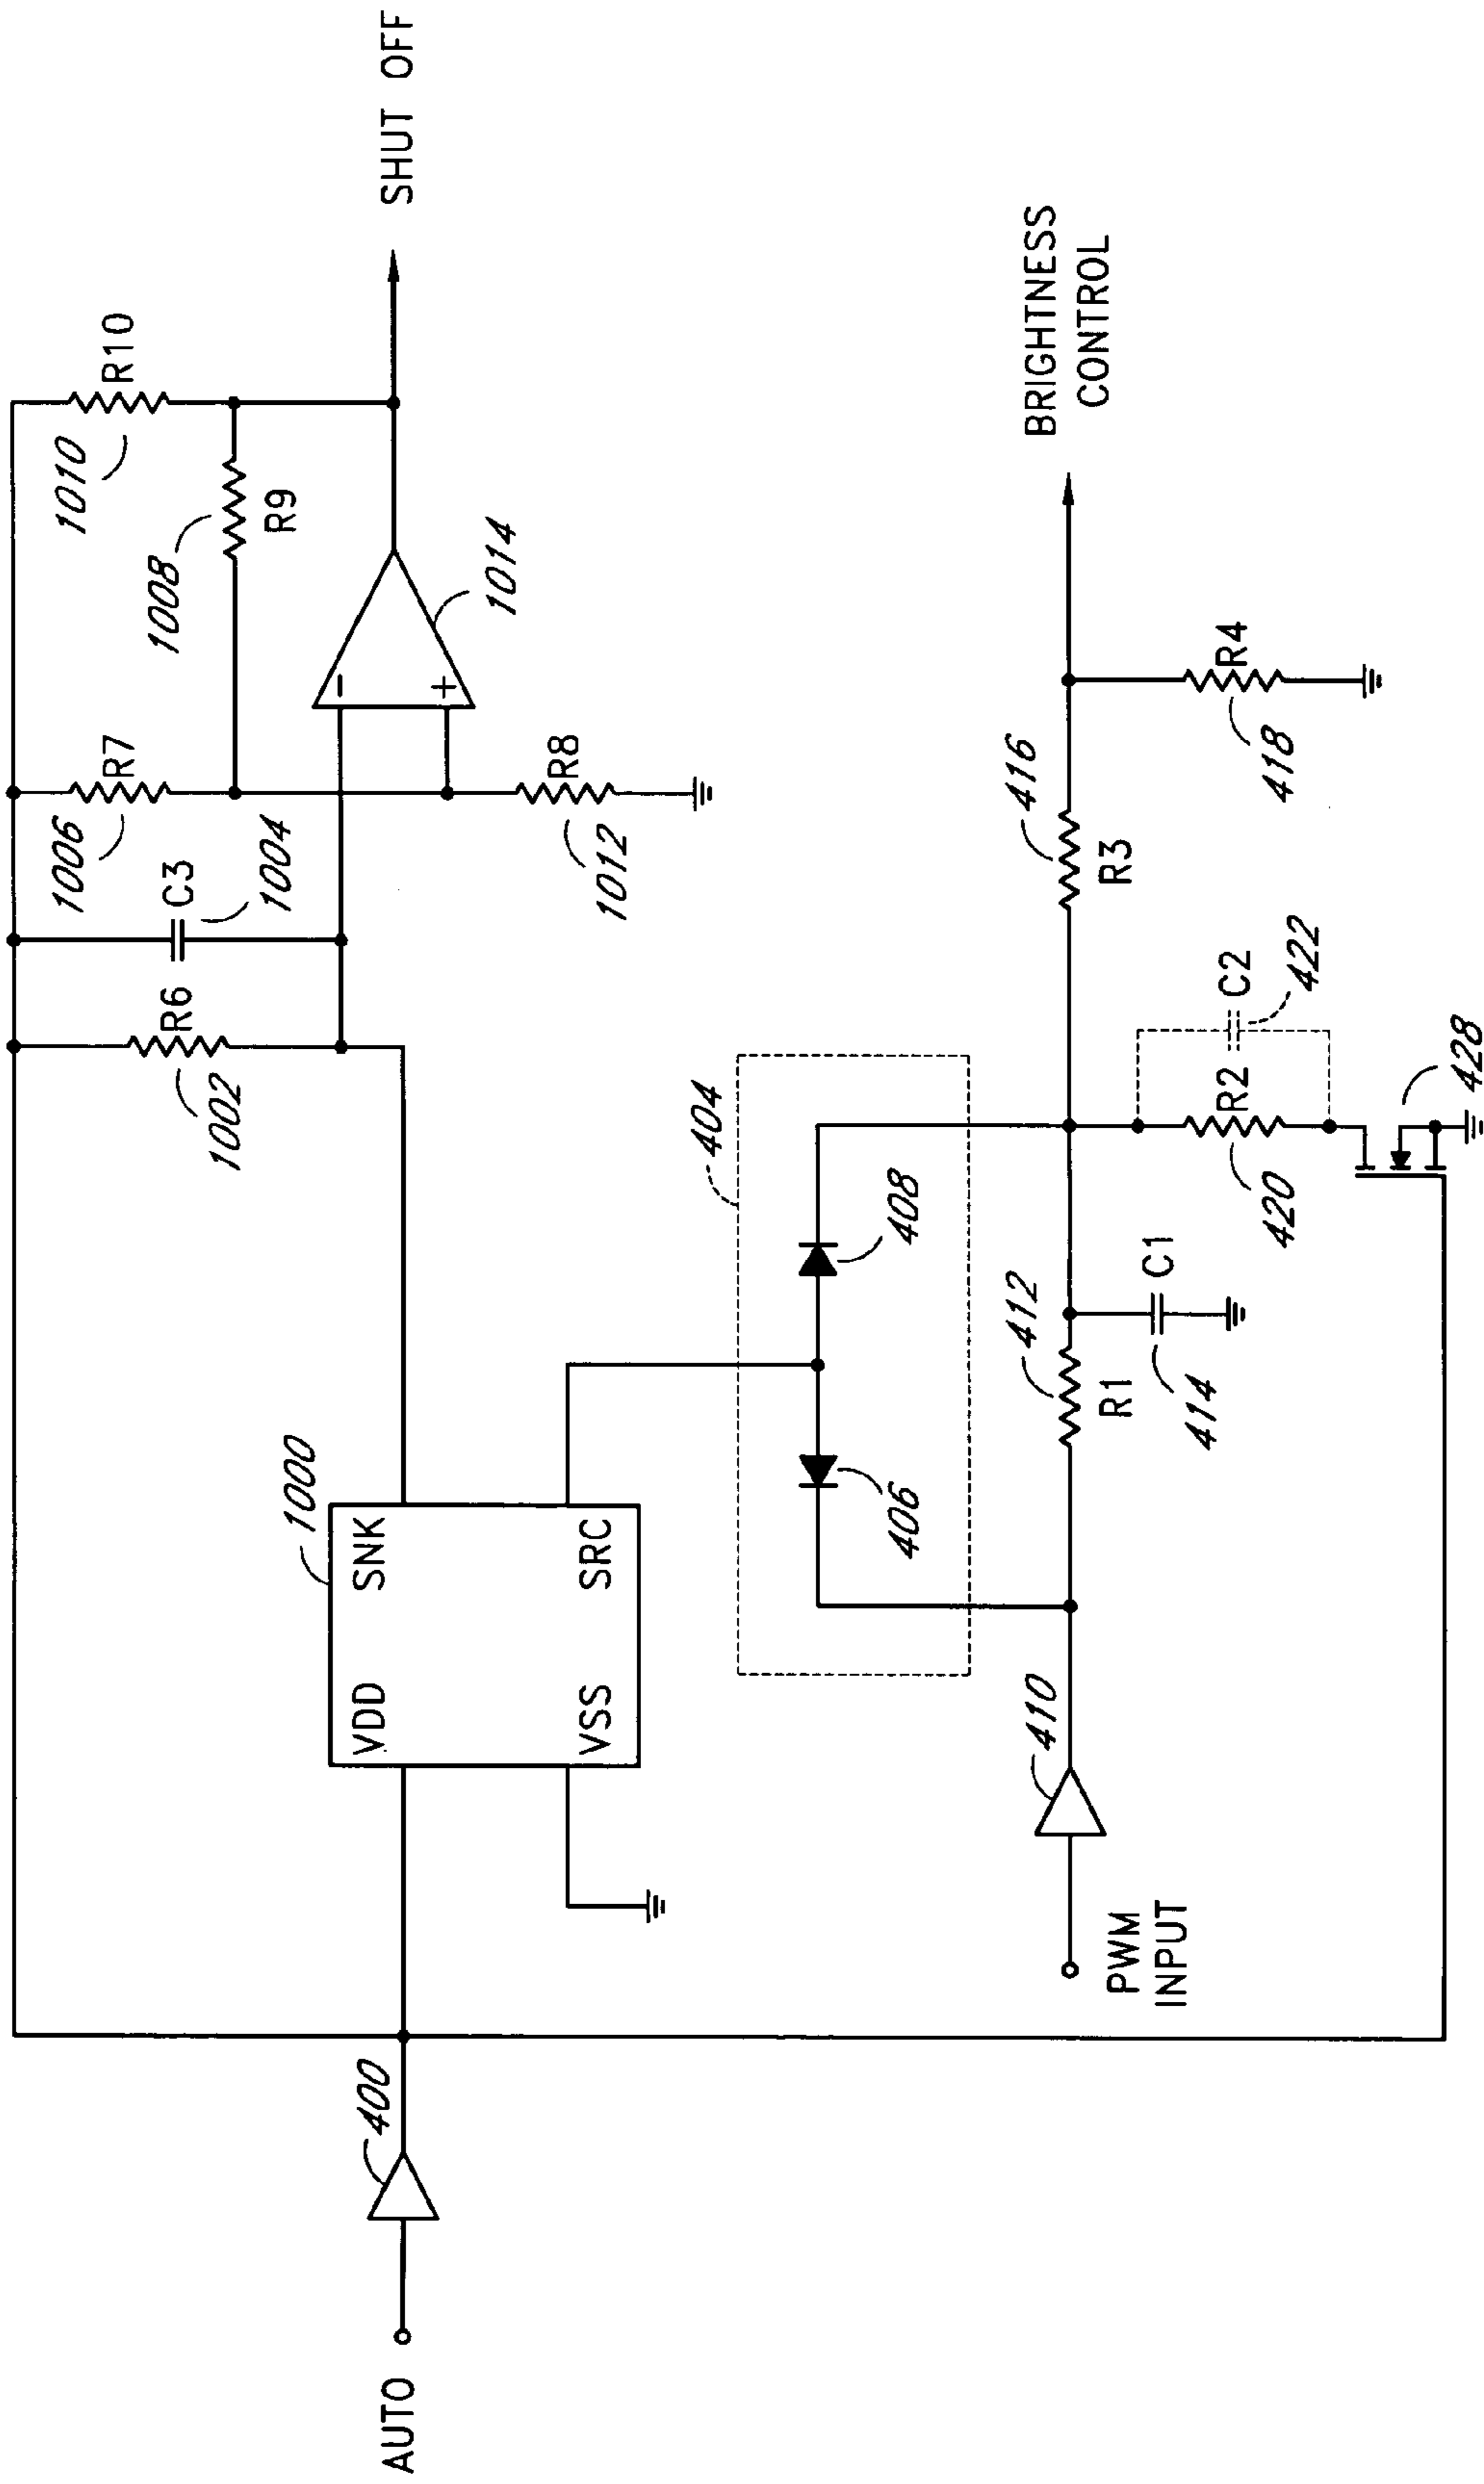 AUTO
400
1000
VDD
SNK
VSS
SRC
1002
R6
C3
1004
1006
R7
1008
R9
1010
R10
−
+
1014
R8
1012
SHUT OFF
404
406
408
PWM
INPUT
410
412
R1
C1
414
416
R3
BRIGHTNESS
CONTROL
R4
418
R2
420
C2
422
428